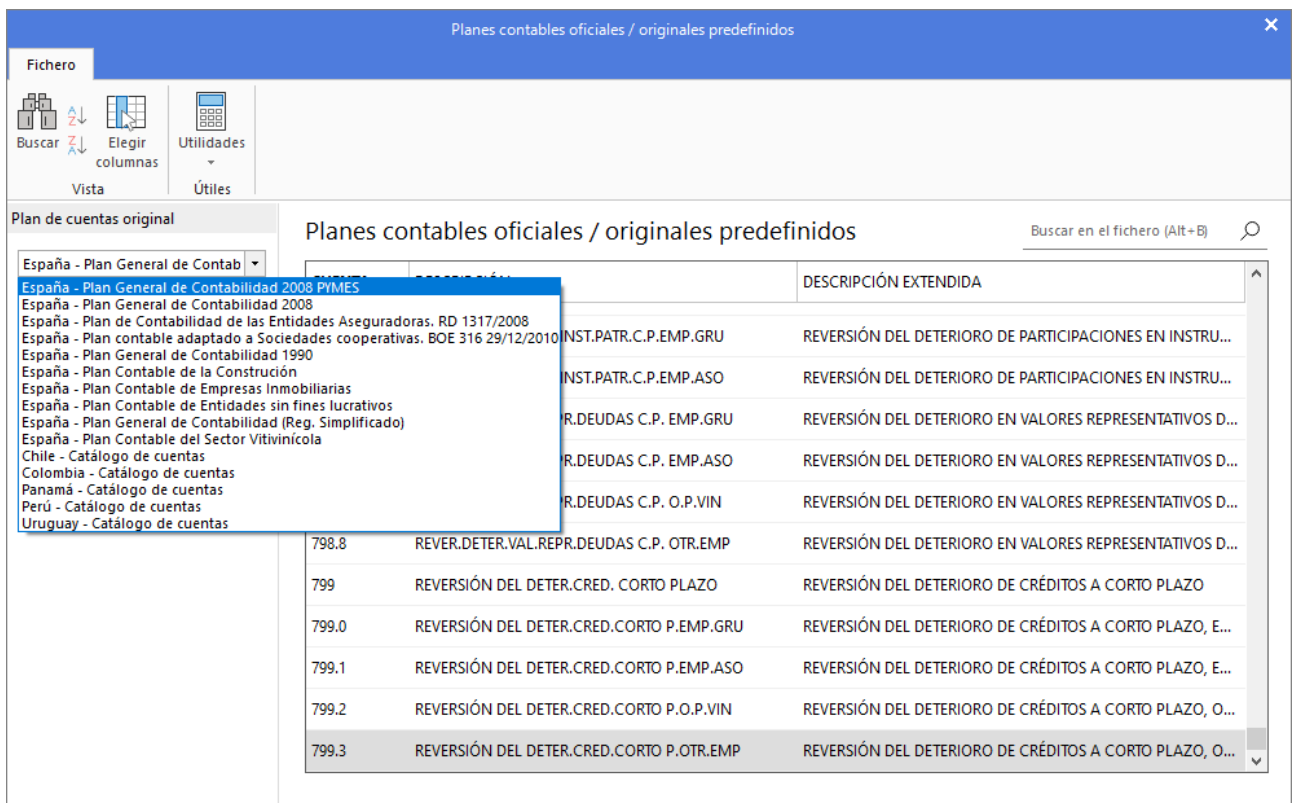 Planes contables oficiales / originales predefinidos
Fichero
Buscar
Elegir
columnas
Utilidades
Vista
Útiles
Plan de cuentas original
España - Plan General de Contab
España - Plan General de Contabilidad 2008 PYMES
España - Plan General de Contabilidad 2008
España - Plan de Contabilidad de las Entidades Aseguradoras. RD 1317/2008
España - Plan contable adaptado a Sociedades cooperativas. BOE 316 29/12/2010
España - Plan General de Contabilidad 1990
España - Plan Contable de la Construción
España - Plan Contable de Empresas Inmobiliarias
España - Plan Contable de Entidades sin fines lucrativos
España - Plan General de Contabilidad (Reg. Simplificado)
España - Plan Contable del Sector Vitivinícola
Chile - Catálogo de cuentas
Colombia - Catálogo de cuentas
Panamá - Catálogo de cuentas
Perú - Catálogo de cuentas
Uruguay - Catálogo de cuentas
Planes contables oficiales / originales predefinidos
Buscar en el fichero (Alt+B)
DESCRIPCIÓN EXTENDIDA
INST.PATR.C.P.EMP.GRU REVERSIÓN DEL DETERIORO DE PARTICIPACIONES EN INSTRU...
INST.PATR.C.P.EMP.ASO REVERSIÓN DEL DETERIORO DE PARTICIPACIONES EN INSTRU...
R.DEUDAS C.P. EMP.GRU REVERSIÓN DEL DETERIORO EN VALORES REPRESENTATIVOS D...
R.DEUDAS C.P. EMP.ASO REVERSIÓN DEL DETERIORO EN VALORES REPRESENTATIVOS D...
R.DEUDAS C.P. O.P.VIN REVERSIÓN DEL DETERIORO EN VALORES REPRESENTATIVOS D...
798.8 REVER.DETER.VAL.REPR.DEUDAS C.P. OTR.EMP REVERSIÓN DEL DETERIORO EN VALORES REPRESENTATIVOS D...
799 REVERSIÓN DEL DETER.CRED. CORTO PLAZO REVERSIÓN DEL DETERIORO DE CRÉDITOS A CORTO PLAZO
799.0 REVERSIÓN DEL DETER.CRED.CORTO P.EMP.GRU REVERSIÓN DEL DETERIORO DE CRÉDITOS A CORTO PLAZO, E...
799.1 REVERSIÓN DEL DETER.CRED.CORTO P.EMP.ASO REVERSIÓN DEL DETERIORO DE CRÉDITOS A CORTO PLAZO, E...
799.2 REVERSIÓN DEL DETER.CRED.CORTO P.O.P.VIN REVERSIÓN DEL DETERIORO DE CRÉDITOS A CORTO PLAZO, O...
799.3 REVERSIÓN DEL DETER.CRED.CORTO P.OTR.EMP REVERSIÓN DEL DETERIORO DE CRÉDITOS A CORTO PLAZO, O...